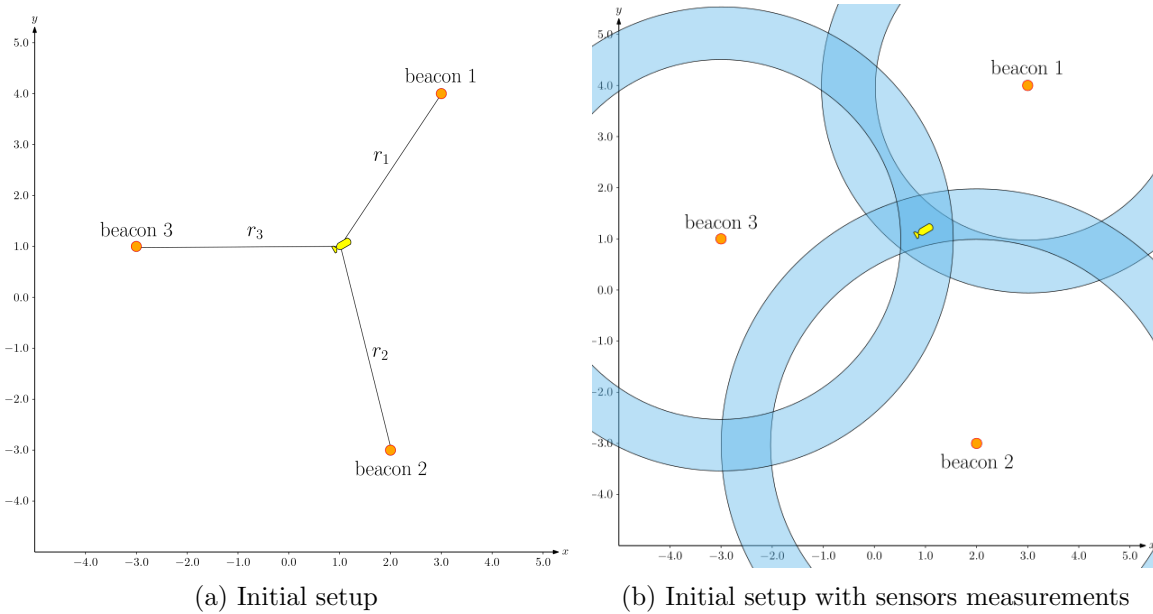 y
5.0
beacon 1
4.0
3.0
r₁
2.0
beacon 3
r₃
1.0
0.0
−1.0
r₂
−2.0
−3.0
beacon 2
−4.0
−4.0 −3.0 −2.0 −1.0 0.0 1.0 2.0 3.0 4.0 5.0 x
(a) Initial setup
y
5.0
beacon 1
4.0
3.0
2.0
beacon 3
1.0
0.0
−1.0
−2.0
−3.0
beacon 2
−4.0
−4.0 −3.0 −2.0 −1.0 0.0 1.0 2.0 3.0 4.0 5.0 x
(b) Initial setup with sensors measurements